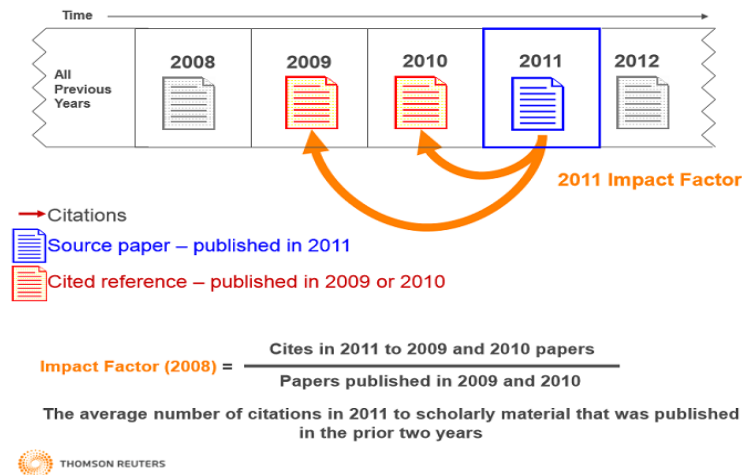 Time
All
Previous
Years
2008
2009
2010
2011
2012
2011 Impact Factor
Citations
Source paper – published in 2011
Cited reference – published in 2009 or 2010
Impact Factor (2008) =
Cites in 2011 to 2009 and 2010 papers
Papers published in 2009 and 2010
The average number of citations in 2011 to scholarly material that was published
in the prior two years
THOMSON REUTERS